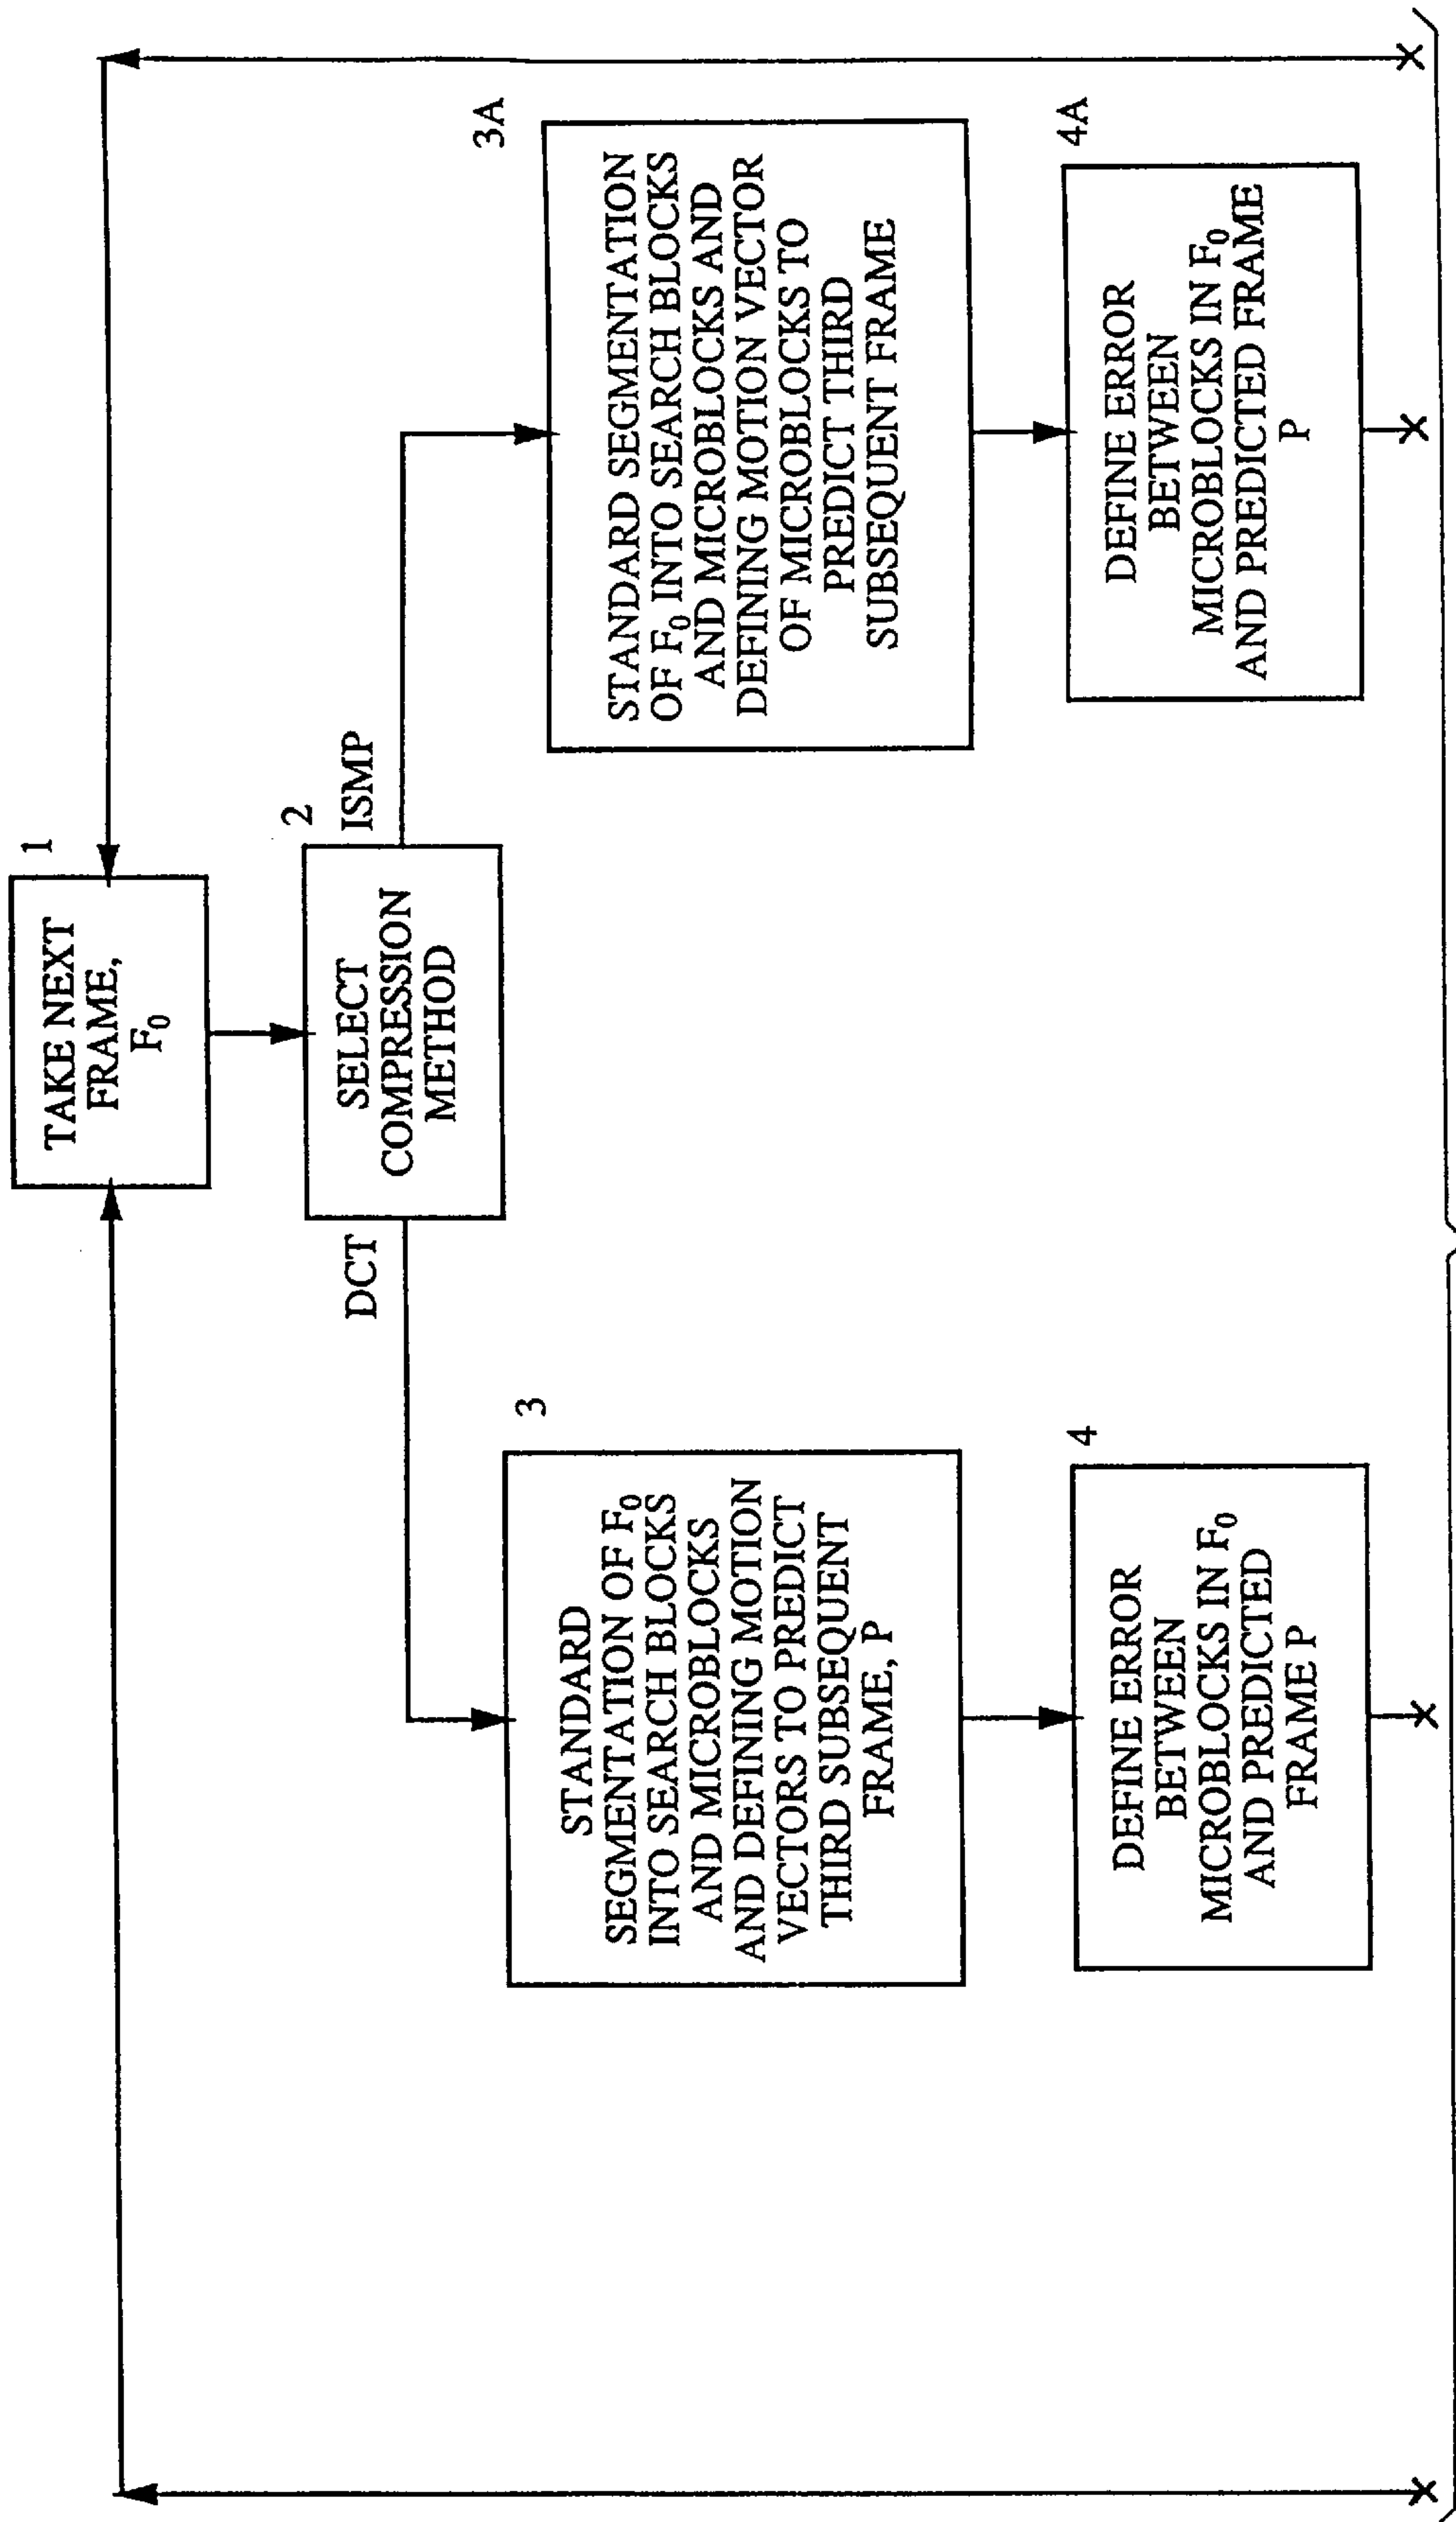 1
TAKE NEXT
FRAME,
F₀
2
SELECT
COMPRESSION
METHOD
DCT
ISMP
3
STANDARD
SEGMENTATION OF F₀
INTO SEARCH BLOCKS
AND MICROBLOCKS
AND DEFINING MOTION
VECTORS TO PREDICT
THIRD SUBSEQUENT
FRAME, P
3A
STANDARD SEGMENTATION
OF F₀ INTO SEARCH BLOCKS
AND MICROBLOCKS AND
DEFINING MOTION VECTOR
OF MICROBLOCKS TO
PREDICT THIRD
SUBSEQUENT FRAME
4
DEFINE ERROR
BETWEEN
MICROBLOCKS IN F₀
AND PREDICTED
FRAME P
4A
DEFINE ERROR
BETWEEN
MICROBLOCKS IN F₀
AND PREDICTED FRAME
P
X
X
X
X